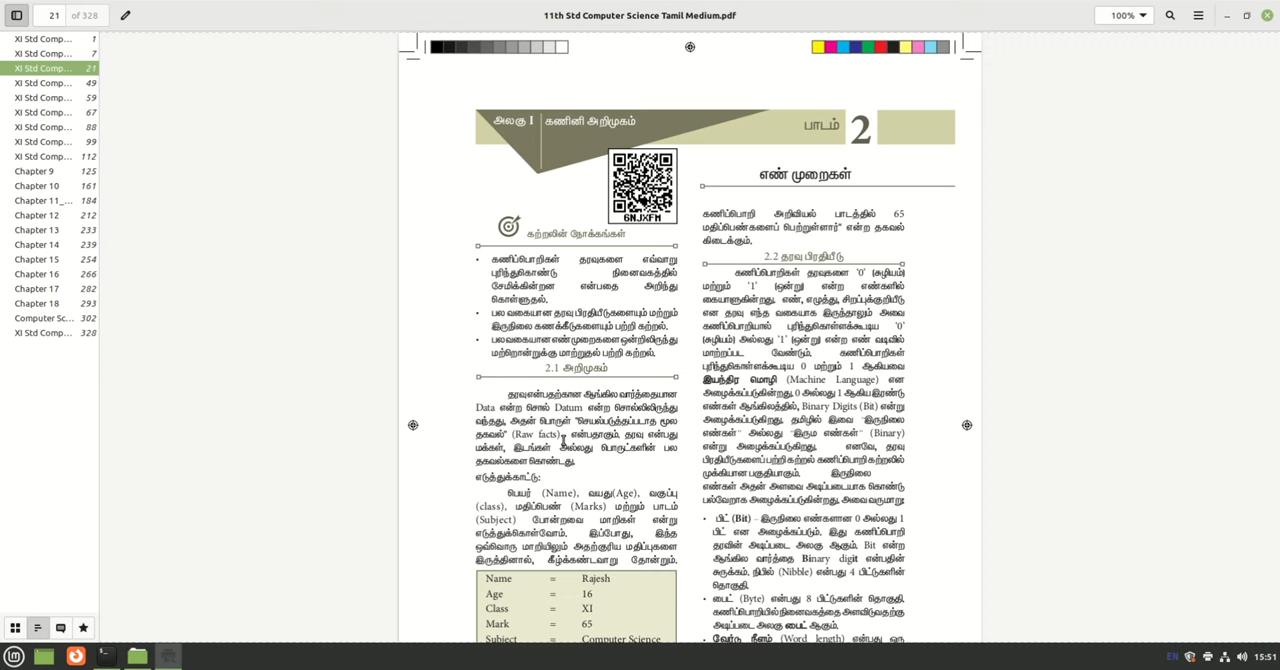 21 of 328
11th Std Computer Science Tamil Medium.pdf
100%
XI Std Comp... 1
XI Std Comp... 7
XI Std Comp... 21
XI Std Comp... 49
XI Std Comp... 59
XI Std Comp... 67
XI Std Comp... 88
XI Std Comp... 99
XI Std Comp... 112
Chapter 9 125
Chapter 10 161
Chapter 11_... 184
Chapter 12 212
Chapter 13 233
Chapter 14 239
Chapter 15 254
Chapter 16 266
Chapter 17 282
Chapter 18 293
Computer Sc... 302
XI Std Comp... 328
அலகு I கணினி அறிமுகம்
பாடம் 2
6NJXFM
கற்றலின் நோக்கங்கள்
• கணிப்பொறிகள் தரவுகளை எவ்வாறு
புரிந்துகொண்டு நினைவகத்தில்
சேமிக்கின்றன என்பதை அறிந்து
கொள்ளுதல்.
• பல வகையான தரவு பிரதியீடுகளையும் மற்றும்
இருநிலை கணக்கீடுகளையும் பற்றி கற்றல்.
• பலவகையான எண்முறைகளை ஒன்றிலிருந்து
மற்றொன்றுக்கு மாற்றுதல் பற்றி கற்றல்.
2.1 அறிமுகம்
தரவு என்பதற்கான ஆங்கில வார்த்தையான
Data என்ற சொல் Datum என்ற சொல்லிலிருந்து
வந்தது, அதன் பொருள் "செயல்படுத்தப்படாத மூல
தகவல்" (Raw facts) என்பதாகும். தரவு என்பது
மக்கள், இடங்கள் அல்லது பொருட்களின் பல
தகவல்களை கொண்டது.
எடுத்துக்காட்டு:
பெயர் (Name), வயது(Age), வகுப்பு
(class), மதிப்பெண் (Marks) மற்றும் பாடம்
(Subject) போன்றவை மாறிகள் என்று
எடுத்துக்கொள்வோம். இப்போது, இந்த
ஒவ்வொரு மாறியிலும் அதற்குரிய மதிப்புகளை
இருத்தினால், கீழ்க்கண்டவாறு தோன்றும்.
Name = Rajesh
Age = 16
Class = XI
Mark = 65
Subject = Computer Science
எண் முறைகள்
கணிப்பொறி அறிவியல் பாடத்தில் 65
மதிப்பெண்களைப் பெற்றுள்ளார்" என்ற தகவல்
கிடைக்கும்.
2.2 தரவு பிரதியீடு
கணிப்பொறிகள் தரவுகளை '0' (சுழியம்)
மற்றும் '1' (ஒன்று) என்ற எண்களில்
கையாளுகின்றது. எண், எழுத்து, சிறப்புக்குறியீடு
என தரவு எந்த வகையாக இருந்தாலும் அவை
கணிப்பொறியால் புரிந்துகொள்ளக்கூடிய '0'
(சுழியம்) அல்லது '1' (ஒன்று) என்ற எண் வடிவில்
மாற்றப்பட வேண்டும். கணிப்பொறிகள்
புரிந்துகொள்ளக்கூடிய 0 மற்றும் 1 ஆகியவை
இயந்திர மொழி (Machine Language) என
அழைக்கப்படுகின்றது. 0 அல்லது 1 ஆகிய இரண்டு
எண்கள் ஆங்கிலத்தில், Binary Digits (Bit) என்று
அழைக்கப்படுகிறது. தமிழில் இவை "இருநிலை
எண்கள்" அல்லது "இரும எண்கள்" (Binary)
என்று அழைக்கப்படுகிறது. எனவே, தரவு
பிரதியீடுகளைப் பற்றி கற்றல் கணிப்பொறி கற்றலில்
முக்கியமான பகுதியாகும். இருநிலை
எண்கள் அதன் அளவை அடிப்படையாக கொண்டு
பல்வேறாக அழைக்கப்படுகின்றது. அவை வருமாறு:
• பிட் (Bit) – இருநிலை எண்களான 0 அல்லது 1
பிட் என அழைக்கப்படும். இது கணிப்பொறி
தரவின் அடிப்படை அலகு ஆகும். Bit என்ற
ஆங்கில வார்த்தை Binary digit என்பதின்
சுருக்கம். நிபில் (Nibble) என்பது 4 பிட்டுகளின்
தொகுதி.
• பைட் (Byte) என்பது 8 பிட்டுகளின் தொகுதி.
கணிப்பொறியில் நினைவகத்தை அளவிடுவதற்கு
அடிப்படை அலகு பைட் ஆகும்.
• வேர்டு நீளம் (Word length) என்பது ஒரு
EN 15:51